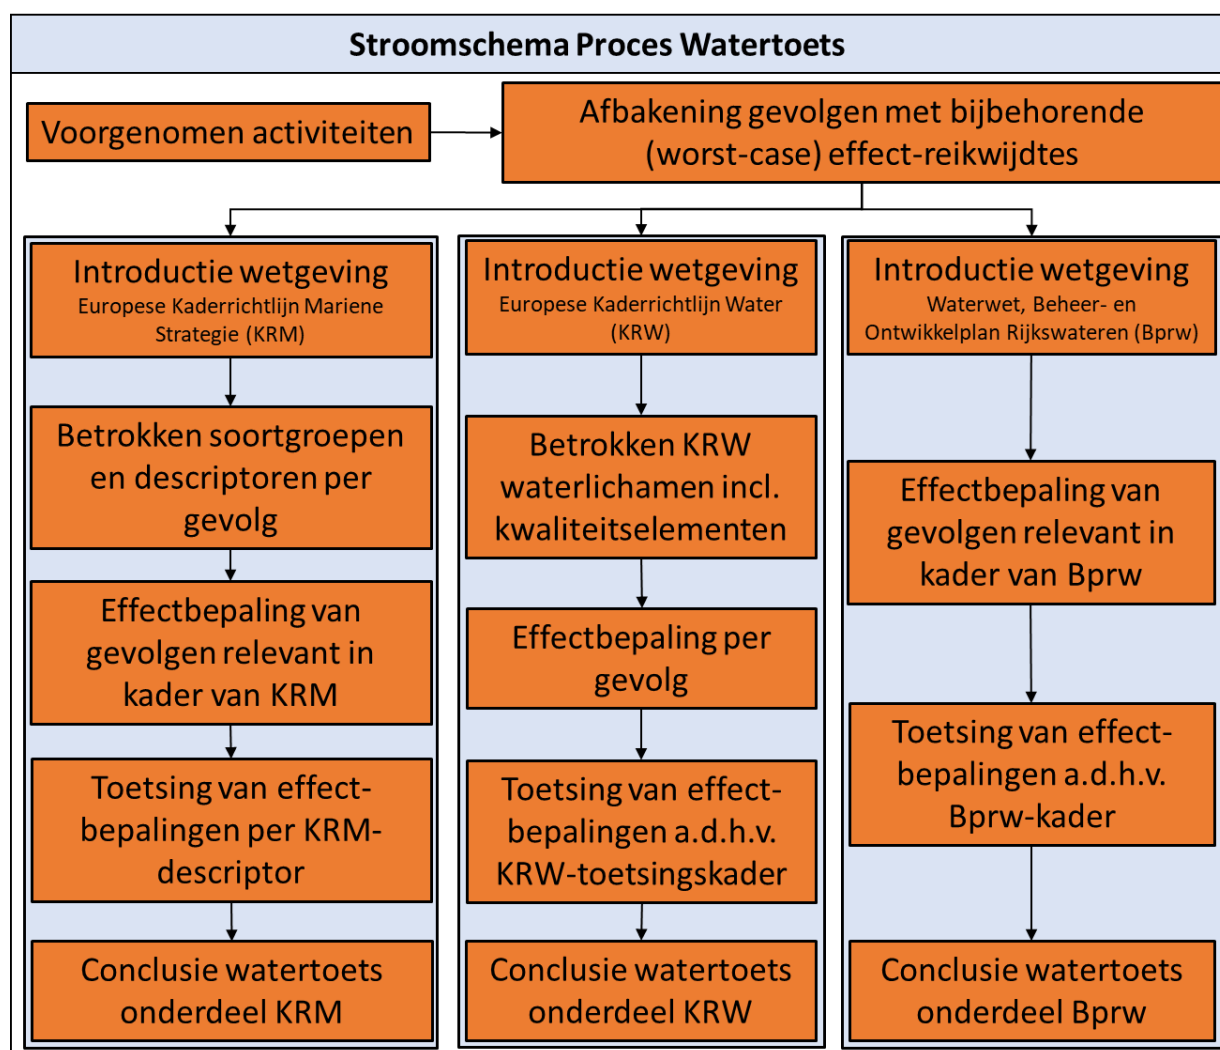 Stroomschema Proces Watertoets
Voorgenomen activiteiten
Afbakening gevolgen met bijbehorende
(worst-case) effect-reikwijdtes
Introductie wetgeving
Europese Kaderrichtlijn Mariene
Strategie (KRM)
Betrokken soortgroepen
en descriptoren per
gevolg
Effectbepaling van
gevolgen relevant in
kader van KRM
Toetsing van effect-
bepalingen per KRM-
descriptor
Conclusie watertoets
onderdeel KRM
Introductie wetgeving
Europese Kaderrichtlijn Water
(KRW)
Betrokken KRW
waterlichamen incl.
kwaliteitselementen
Effectbepaling per
gevolg
Toetsing van effect-
bepalingen a.d.h.v.
KRW-toetsingskader
Conclusie watertoets
onderdeel KRW
Introductie wetgeving
Waterwet, Beheer- en
Ontwikkelplan Rijkswateren (Bprw)
Effectbepaling van
gevolgen relevant in
kader van Bprw
Toetsing van effect-
bepalingen a.d.h.v.
Bprw-kader
Conclusie watertoets
onderdeel Bprw